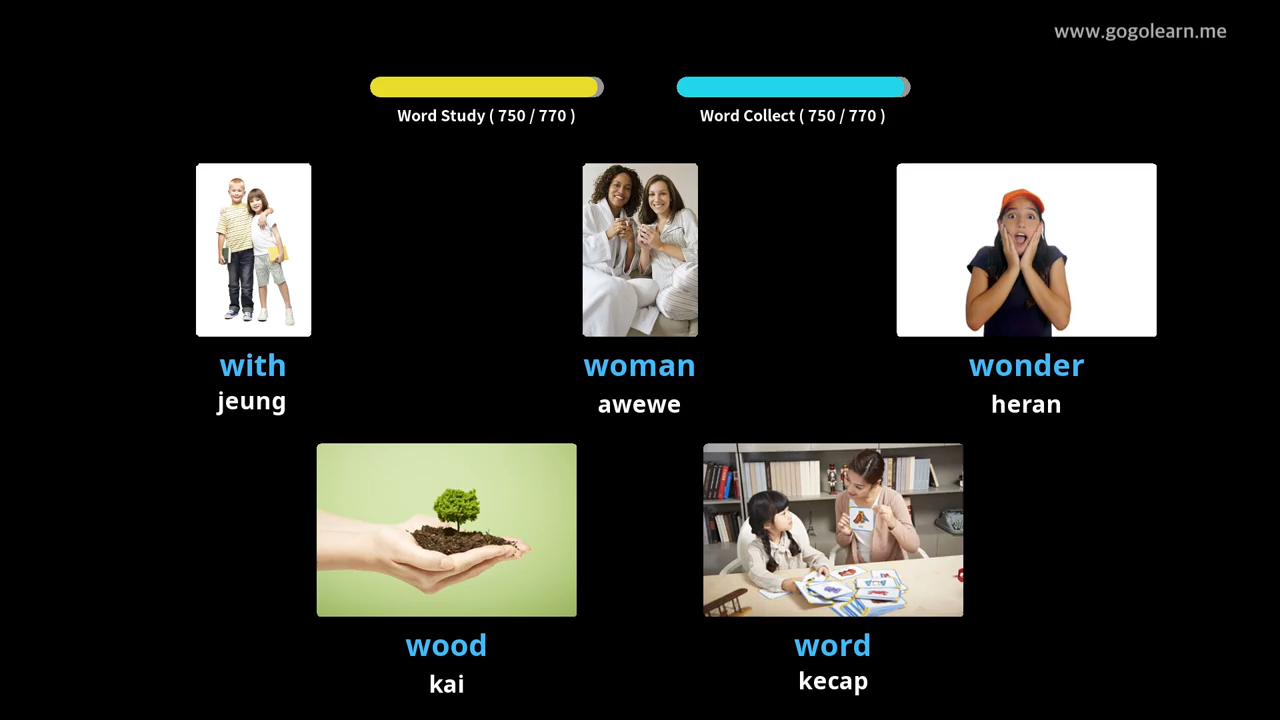 www.gogolearn.me
Word Study ( 750 / 770 )
Word Collect ( 750 / 770 )
with
jeung
woman
awewe
wonder
heran
wood
kai
word
kecap